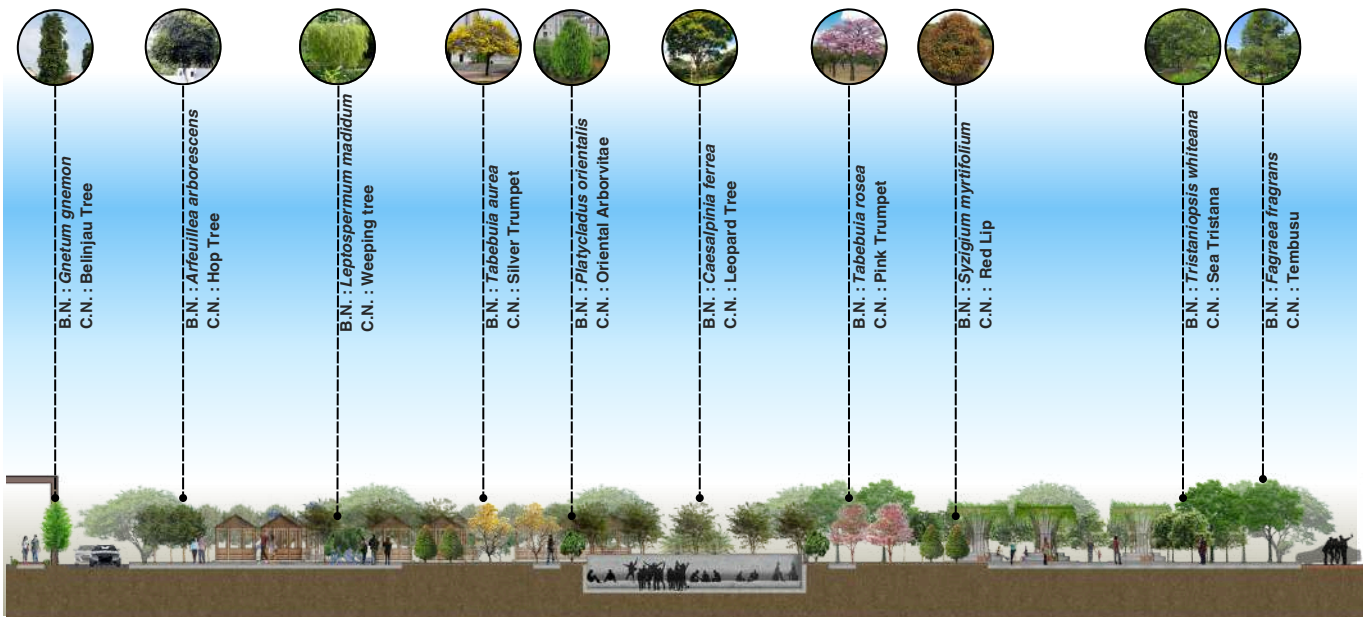 B.N. : Gnetum gnemon
C.N. : Belinjau Tree
B.N. : Arfeuillea arborescens
C.N. : Hop Tree
B.N. : Leptospermum madidum
C.N. : Weeping tree
B.N. : Tabebuia aurea
C.N. : Silver Trumpet
B.N. : Platycladus orientalis
C.N. : Oriental Arborvitae
B.N. : Caesalpinia ferrea
C.N. : Leopard Tree
B.N. : Tabebuia rosea
C.N. : Pink Trumpet
B.N. : Syzigium myrtifolium
C.N. : Red Lip
B.N. : Tristaniopsis whiteana
C.N. : Sea Tristana
B.N. : Fagraea fragrans
C.N. : Tembusu